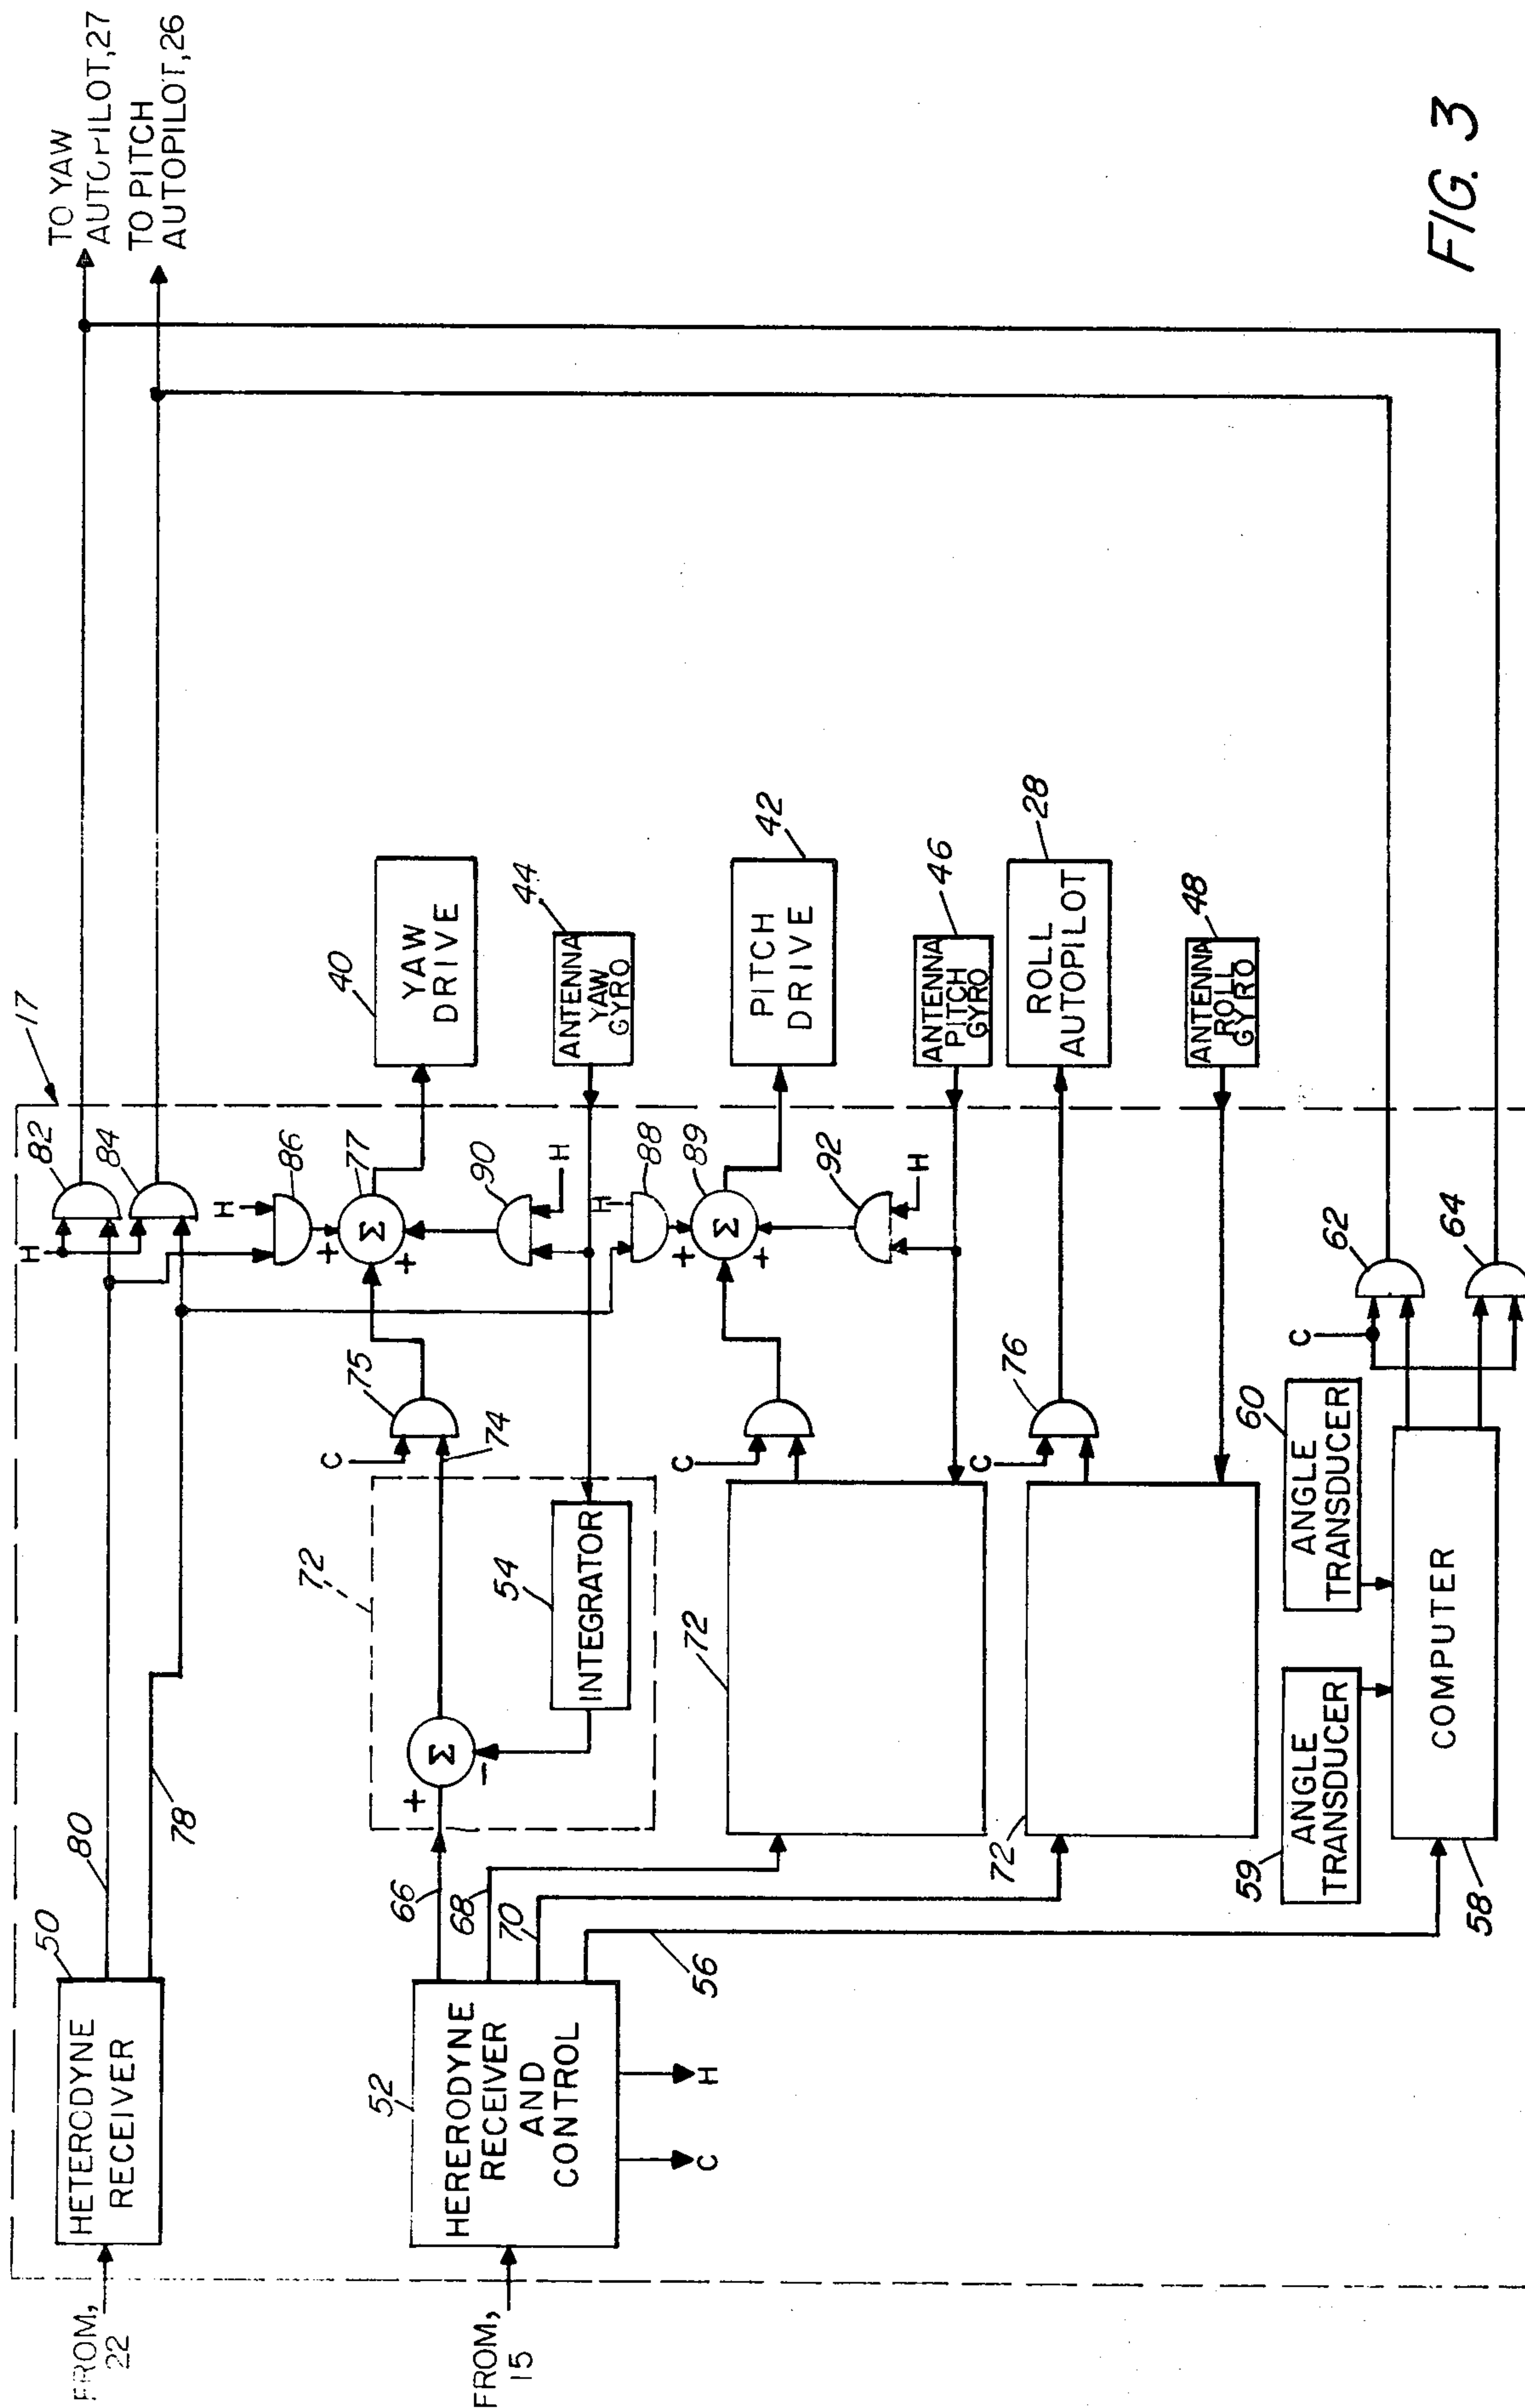 FIG. 3
TO YAW
AUTOPILOT, 27
TO PITCH
AUTOPILOT, 26
17
FROM,
22
50
HETERODYNE
RECEIVER
80
78
H
82
84
H
86
77
Σ
+
+
40
YAW
DRIVE
90
H
44
ANTENNA
YAW
GYRO
FROM,
15
52
HERERODYNE
RECEIVER
AND
CONTROL
C
H
66
68
70
56
72
+
Σ
-
54
INTEGRATOR
74
C
75
H
88
89
Σ
+
+
42
PITCH
DRIVE
92
H
46
ANTENNA
PITCH
GYRO
72
C
72
C
76
28
ROLL
AUTOPILOT
48
ANTENNA
ROLL
GYRO
59
ANGLE
TRANSDUCER
60
ANGLE
TRANSDUCER
58
COMPUTER
C
62
64